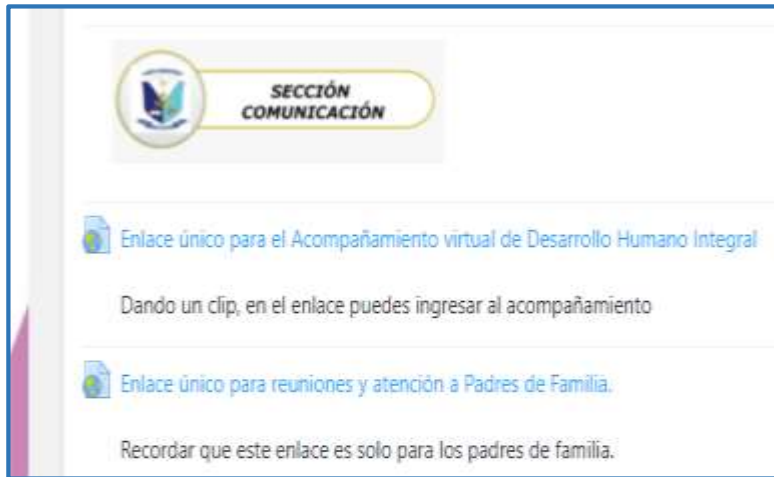 SECCIÓN
COMUNICACIÓN
Enlace único para el Acompañamiento virtual de Desarrollo Humano Integral
Dando un clip, en el enlace puedes ingresar al acompañamiento
Enlace único para reuniones y atención a Padres de Familia.
Recordar que este enlace es solo para los padres de familia.